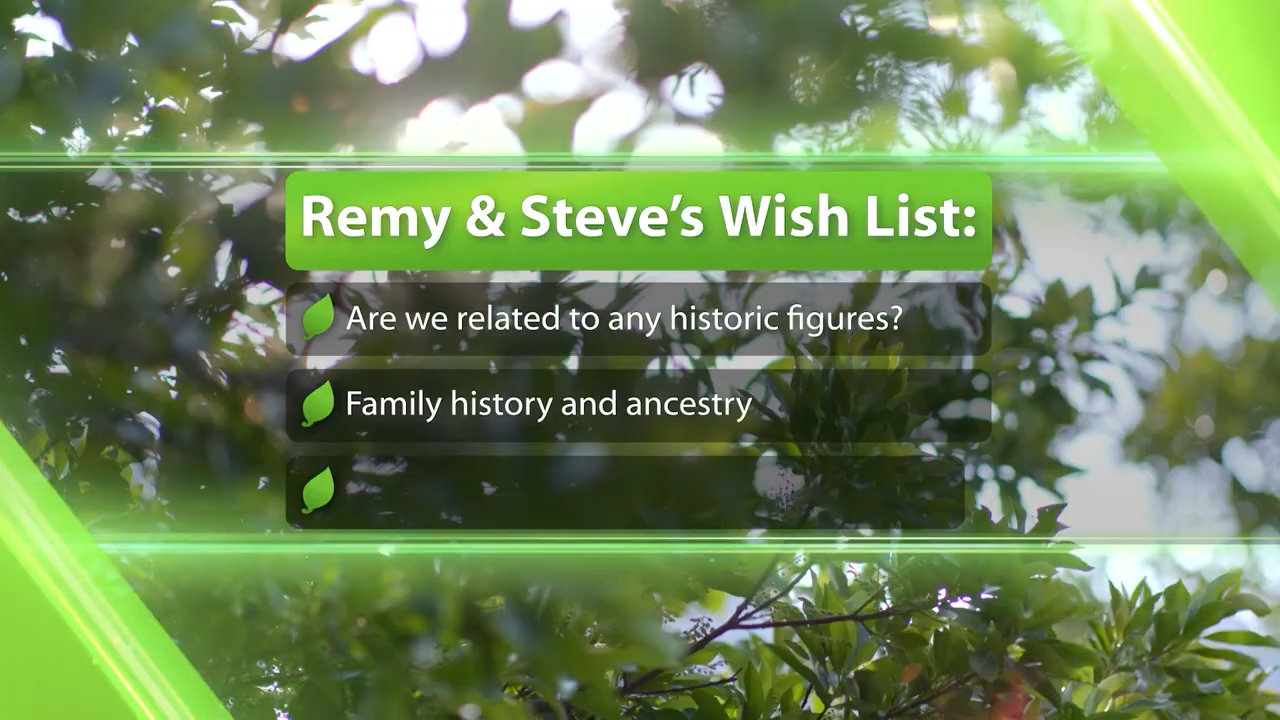 Remy & Steve’s Wish List:
Are we related to any historic figures?
Family history and ancestry